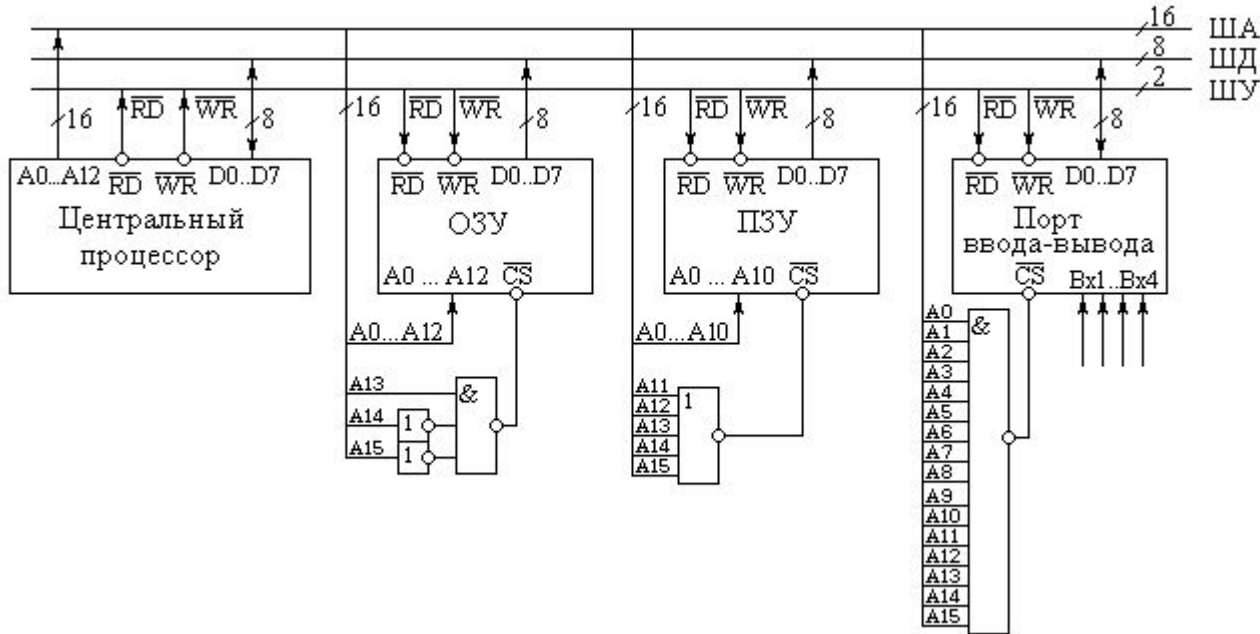 16 ША
8 ШД
2 ШУ
16 RD WR 8
A0...A12 RD WR D0..D7
Центральный
процессор
16 RD WR 8
RD WR D0..D7
ОЗУ
A0 ... A12 CS
A0...A12
A13
A14
A15
1
1
&
16 RD WR 8
RD WR D0..D7
ПЗУ
A0 ... A10 CS
A0...A10
A11
A12
A13
A14
A15
1
16 RD WR 8
RD WR D0..D7
Порт
ввода-вывода
CS Вх1..Вх4
A0
A1
A2
A3
A4
A5
A6
A7
A8
A9
A10
A11
A12
A13
A14
A15
&